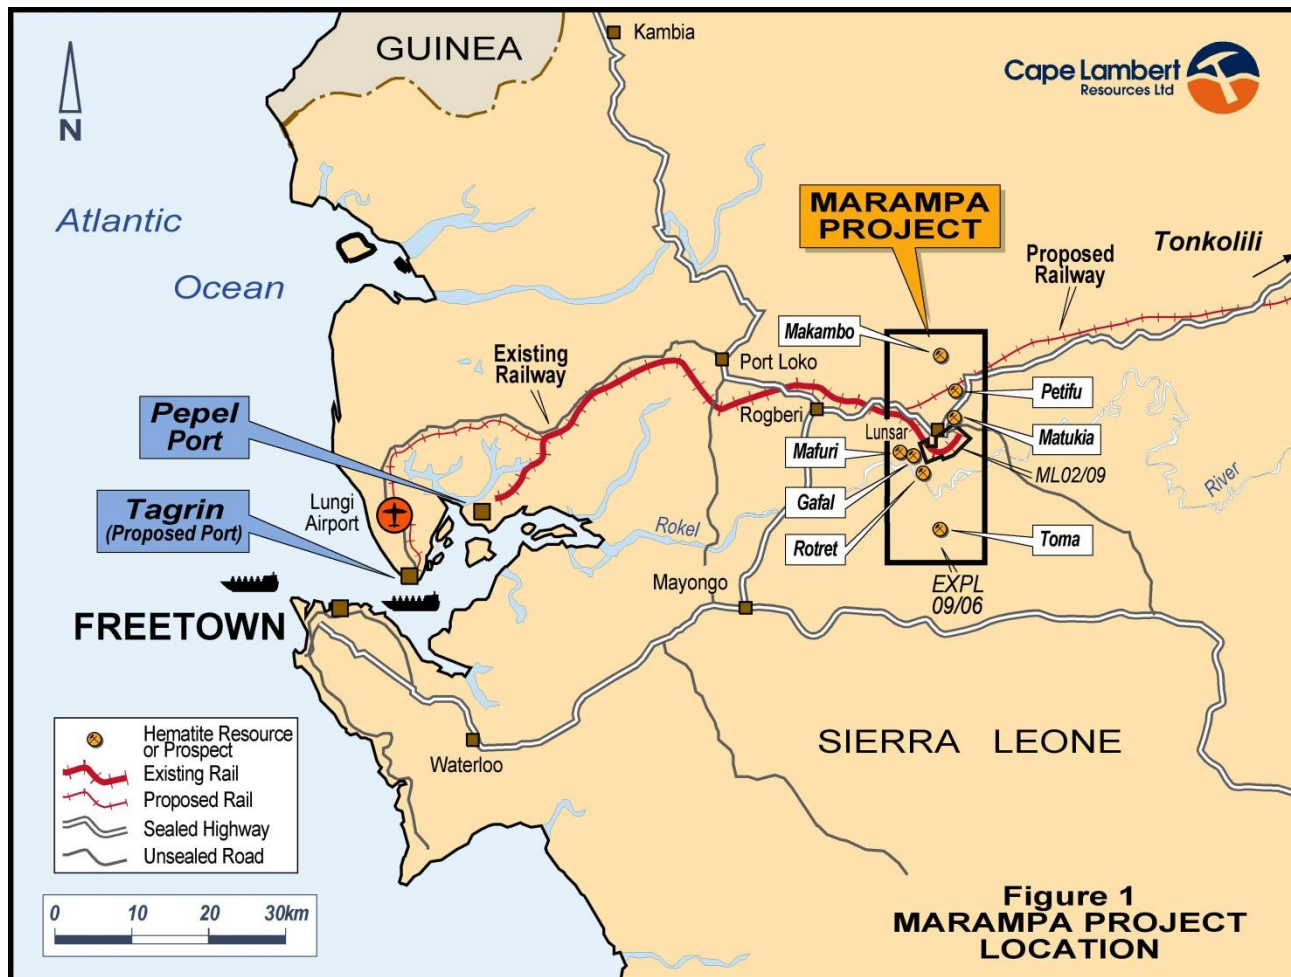 GUINEA
Kambia
Cape Lambert
Resources Ltd
N
Atlantic
Ocean
MARAMPA
PROJECT
Tonkolili
Proposed
Railway
Makambo
Existing
Railway
Port Loko
Pepel
Port
Rogberi
Petifu
Lunsar
Matukia
Mafuri
ML02/09
River
Gafal
Tagrin
(Proposed Port)
Lungi
Airport
Rokel
Rotret
Toma
Mayongo
EXPL
09/06
FREETOWN
Hematite Resource
or Prospect
Existing Rail
Proposed Rail
Sealed Highway
Unsealed Road
Waterloo
SIERRA LEONE
0 10 20 30km
Figure 1
MARAMPA PROJECT
LOCATION